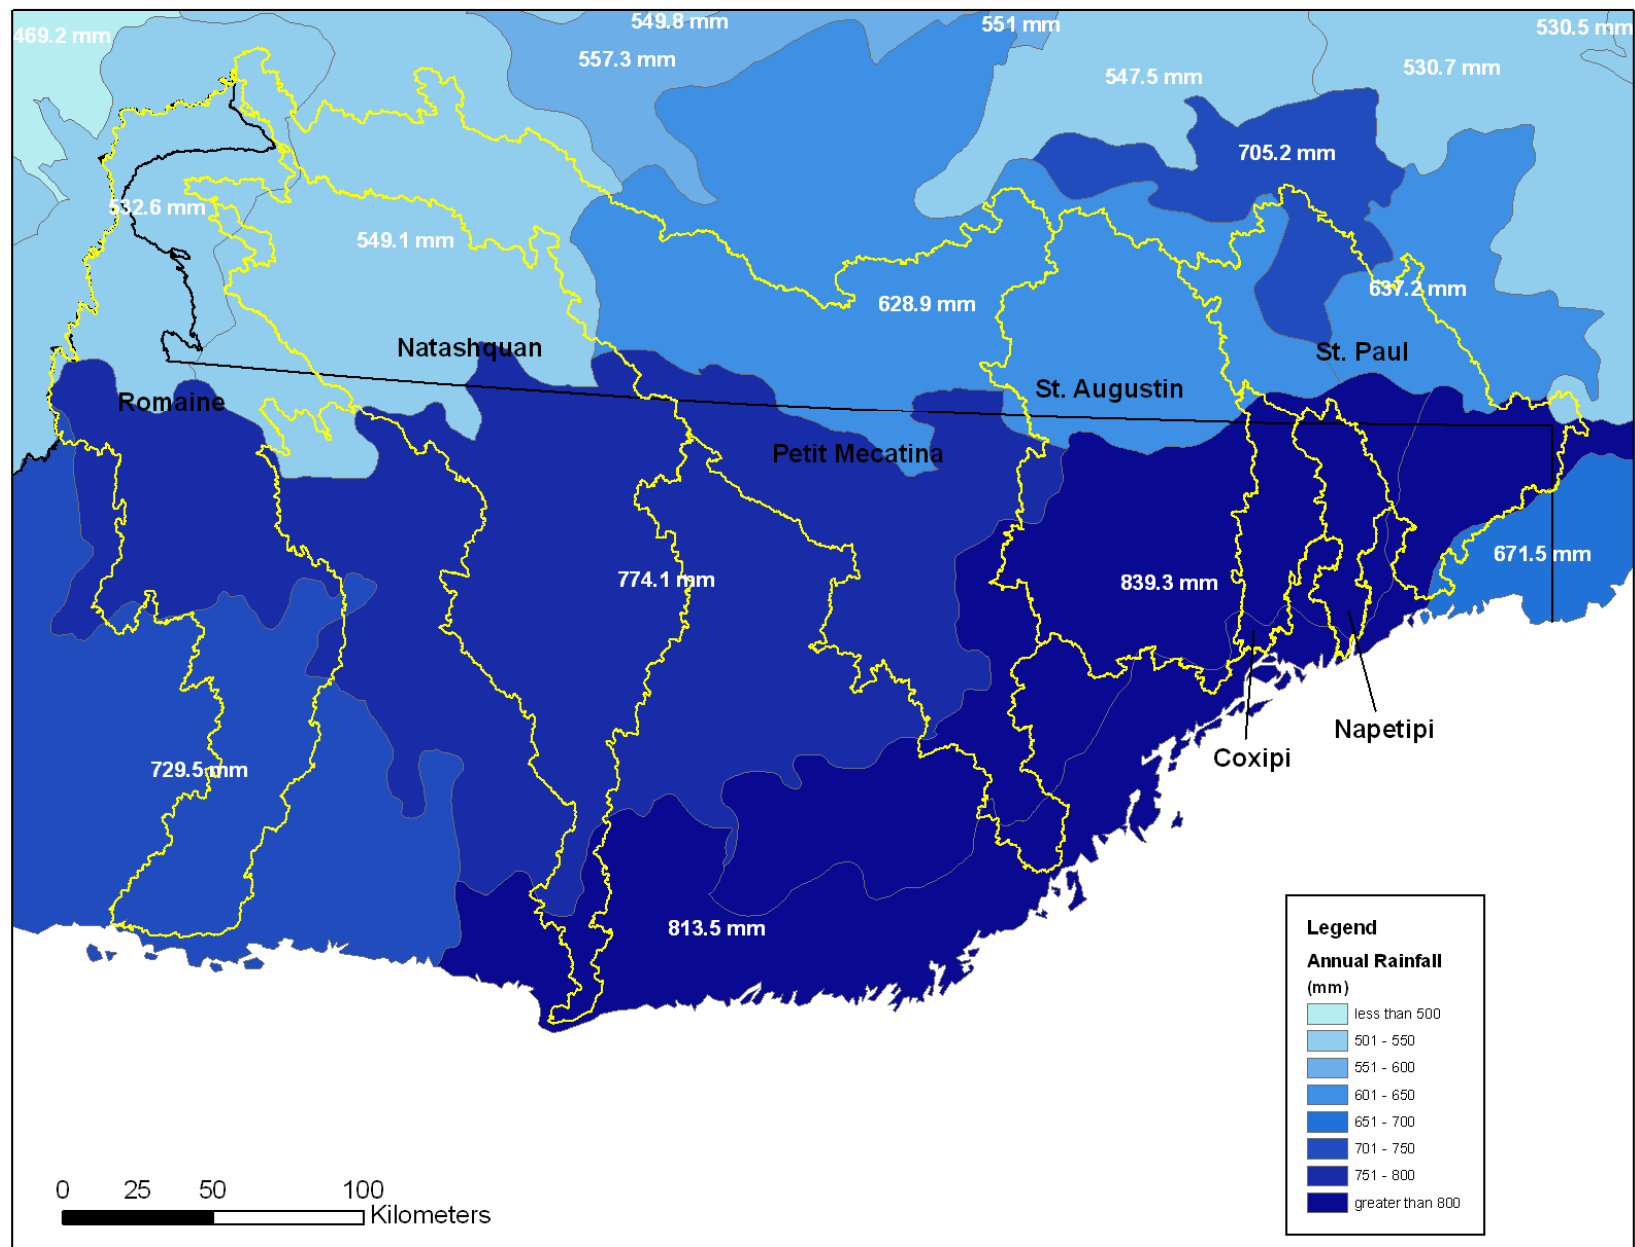 469.2 mm
549.8 mm
551 mm
530.5 mm
557.3 mm
547.5 mm
530.7 mm
705.2 mm
532.6 mm
549.1 mm
628.9 mm
637.2 mm
Natashquan
St. Paul
Romaine
St. Augustin
Petit Mecatina
774.1 mm
839.3 mm
671.5 mm
Napetipi
Coxipi
729.5 mm
813.5 mm
Legend
Annual Rainfall
(mm)
less than 500
501 - 550
551 - 600
601 - 650
651 - 700
701 - 750
751 - 800
greater than 800
0 25 50 100
Kilometers